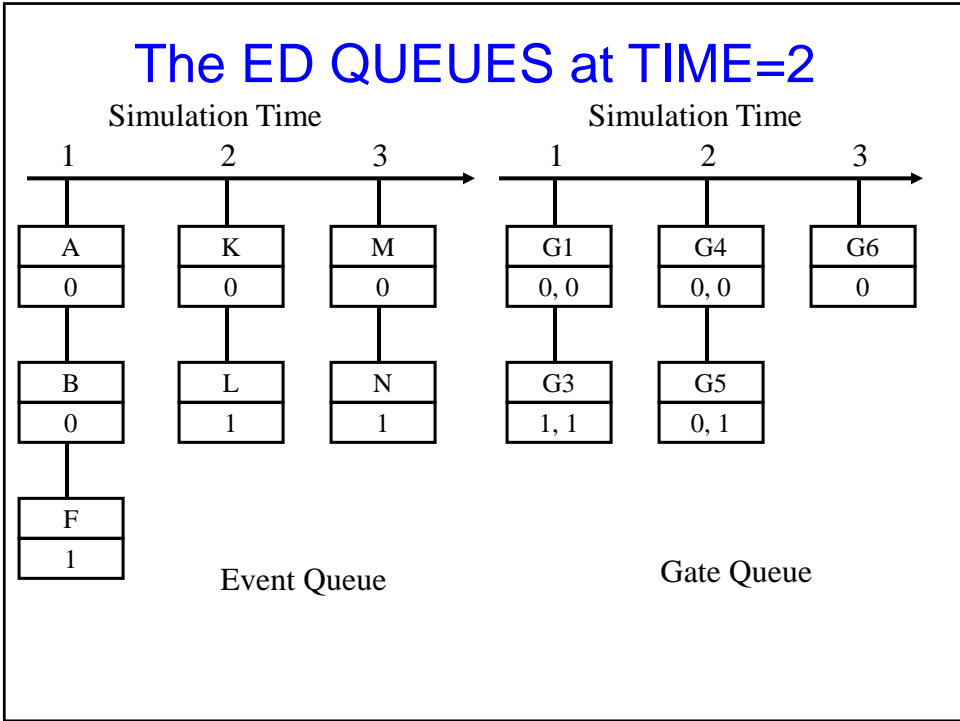 The ED QUEUES at TIME=2
Simulation Time
1 2 3
A K M
0 0 0
B L N
0 1 1
F
1
Event Queue
Simulation Time
1 2 3
G1 G4 G6
0, 0 0, 0 0
G3 G5
1, 1 0, 1
Gate Queue